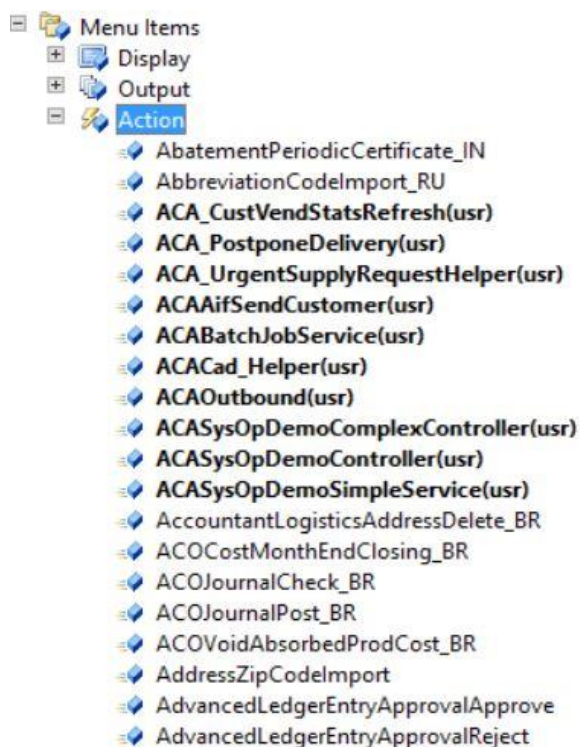 Menu Items
Display
Output
Action
AbatementPeriodicCertificate_IN
AbbreviationCodeImport_RU
ACA_CustVendStatsRefresh(usr)
ACA_PostponeDelivery(usr)
ACA_UrgentSupplyRequestHelper(usr)
ACAAifSendCustomer(usr)
ACABatchJobService(usr)
ACACad_Helper(usr)
ACAOutbound(usr)
ACASysOpDemoComplexController(usr)
ACASysOpDemoController(usr)
ACASysOpDemoSimpleService(usr)
AccountantLogisticsAddressDelete_BR
ACOCostMonthEndClosing_BR
ACOJournalCheck_BR
ACOJournalPost_BR
ACOVoidAbsorbedProdCost_BR
AddressZipCodeImport
AdvancedLedgerEntryApprovalApprove
AdvancedLedgerEntryApprovalReject